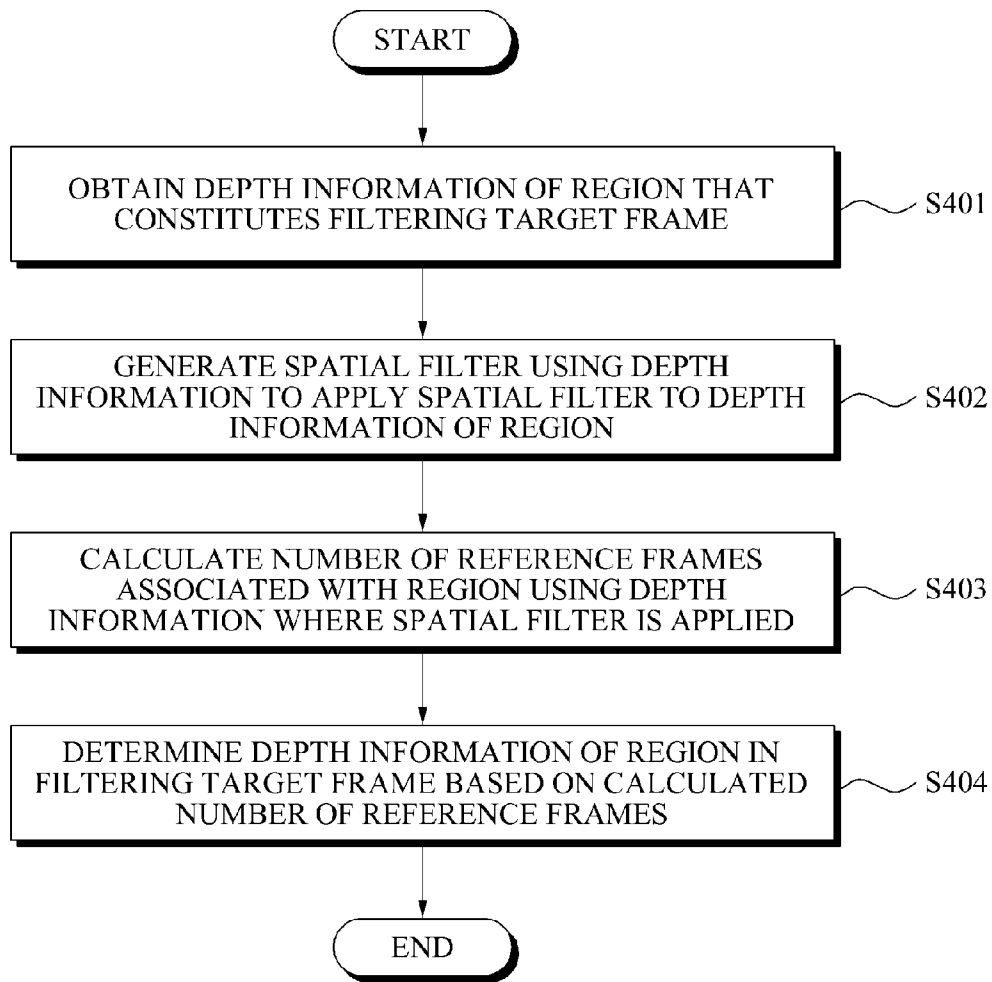 START
OBTAIN DEPTH INFORMATION OF REGION THAT
CONSTITUTES FILTERING TARGET FRAME
S401
GENERATE SPATIAL FILTER USING DEPTH
INFORMATION TO APPLY SPATIAL FILTER TO DEPTH
INFORMATION OF REGION
S402
CALCULATE NUMBER OF REFERENCE FRAMES
ASSOCIATED WITH REGION USING DEPTH
INFORMATION WHERE SPATIAL FILTER IS APPLIED
S403
DETERMINE DEPTH INFORMATION OF REGION IN
FILTERING TARGET FRAME BASED ON CALCULATED
NUMBER OF REFERENCE FRAMES
S404
END